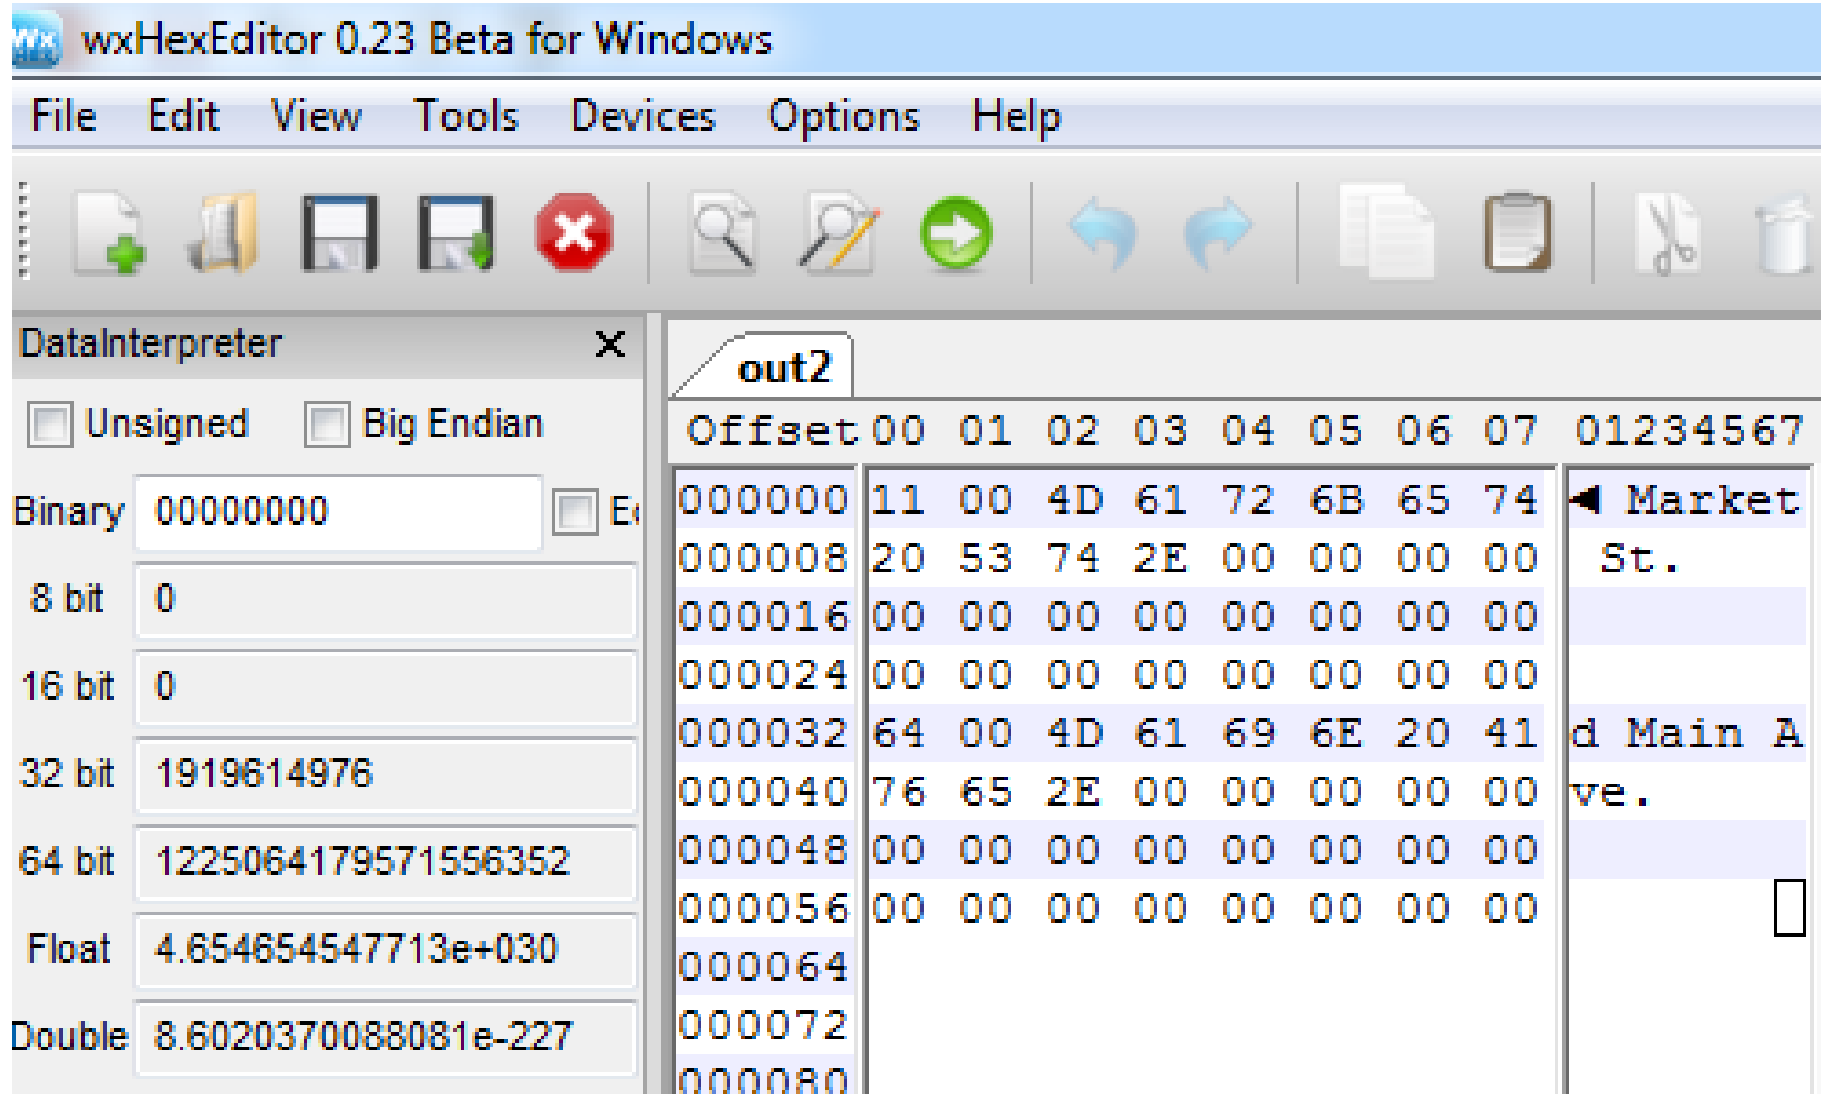 wxHexEditor 0.23 Beta for Windows
File Edit View Tools Devices Options Help
DataInterpreter
Unsigned Big Endian
Binary 00000000
8 bit 0
16 bit 0
32 bit 1919614976
64 bit 1225064179571556352
Float 4.654654547713e+030
Double 8.6020370088081e-227
out2
Offset 00 01 02 03 04 05 06 07 01234567
000000 11 00 4D 61 72 6B 65 74 ◄ Market
000008 20 53 74 2E 00 00 00 00 St.
000016 00 00 00 00 00 00 00 00
000024 00 00 00 00 00 00 00 00
000032 64 00 4D 61 69 6E 20 41 d Main A
000040 76 65 2E 00 00 00 00 00 ve.
000048 00 00 00 00 00 00 00 00
000056 00 00 00 00 00 00 00 00
000064
000072
000080